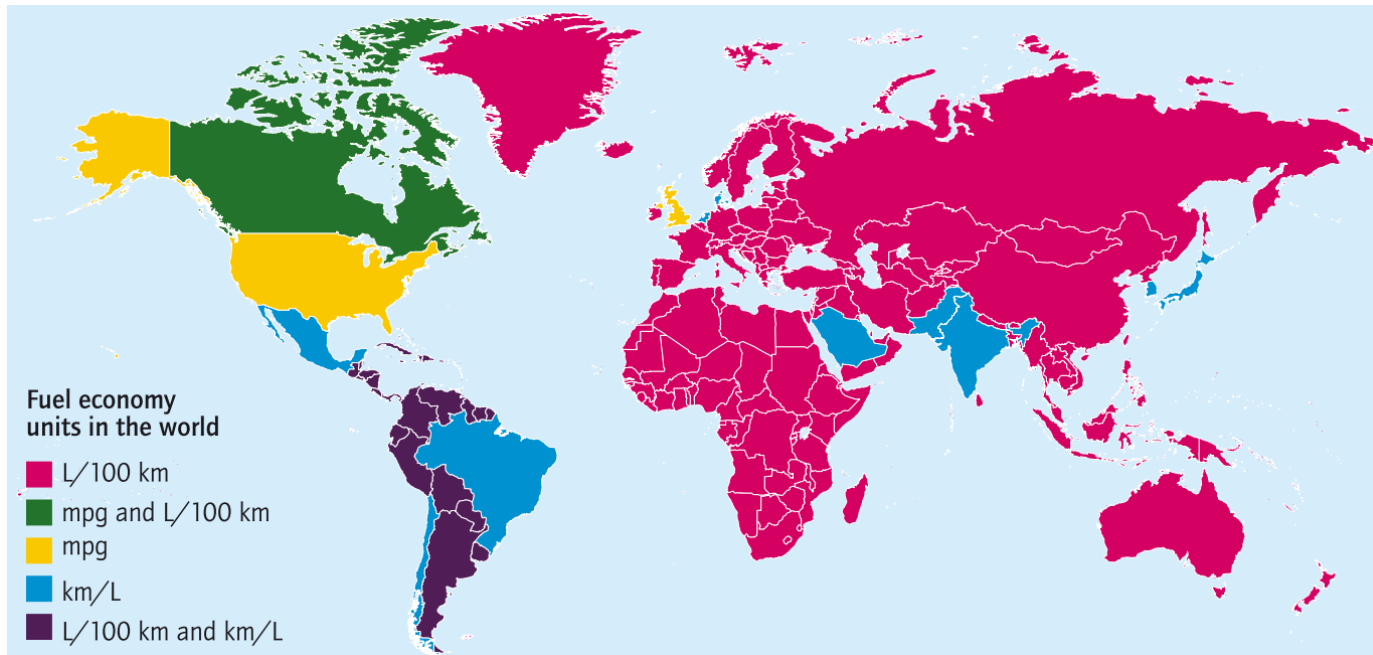 Fuel economy
units in the world
L/100 km
mpg and L/100 km
mpg
km/L
L/100 km and km/L